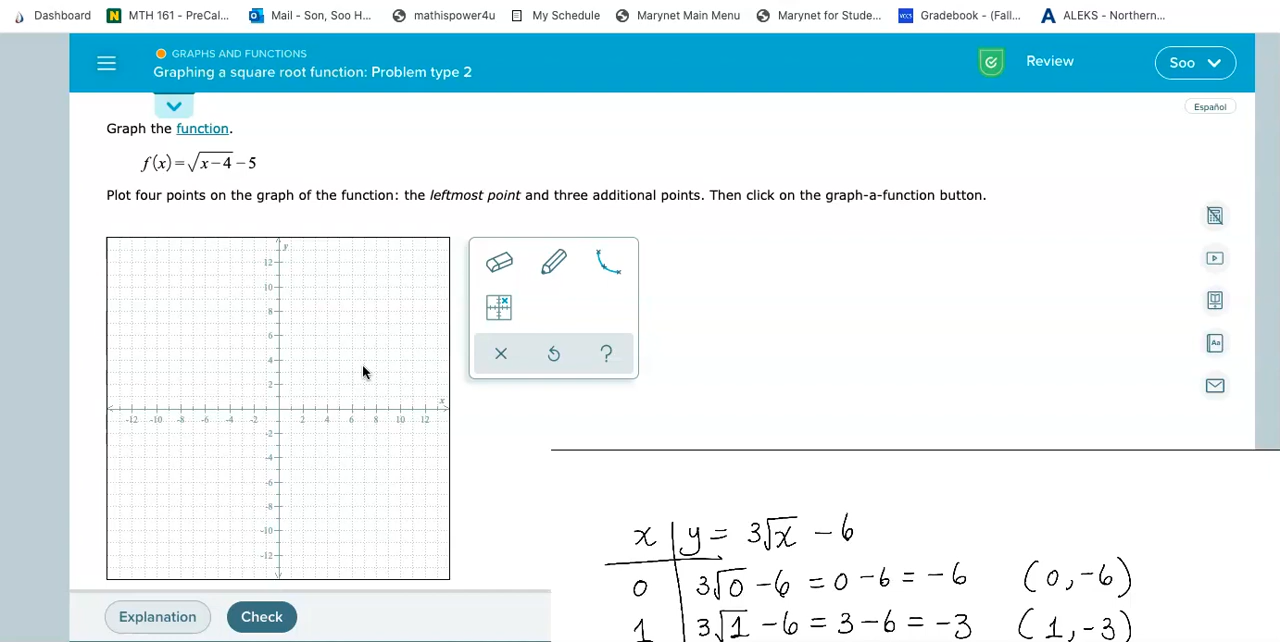 Dashboard MTH 161 - PreCal... Mail - Son, Soo H... mathispower4u My Schedule Marynet Main Menu Marynet for Stude... VCCS Gradebook - (Fall... ALEKS - Northern...
GRAPHS AND FUNCTIONS
Graphing a square root function: Problem type 2
Review
Soo
Español
Graph the function.
f(x)=√(x−4)−5
Plot four points on the graph of the function: the leftmost point and three additional points. Then click on the graph-a-function button.
y
12
10
8
6
4
2
x
-12 -10 -8 -6 -4 -2 2 4 6 8 10 12
-2
-4
-6
-8
-10
-12
?
Aa
x | y = 3√x − 6
0 | 3√0 − 6 = 0 − 6 = −6 (0,−6)
1 | 3√1 − 6 = 3 − 6 = −3 (1,−3)
Explanation Check